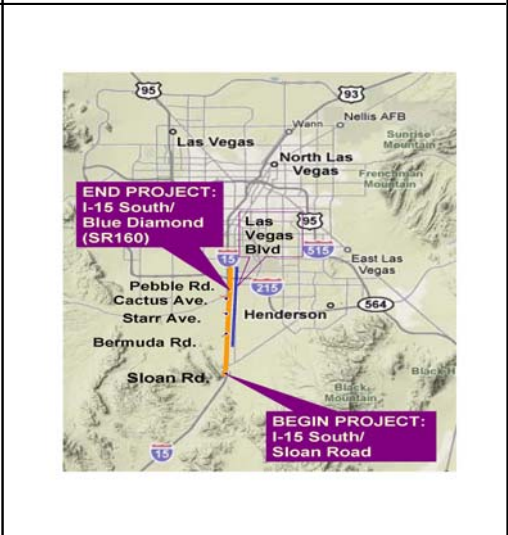 95
93
Nellis AFB
Wann
Las Vegas
Sunrise
Mountain
North Las
Vegas
Frenchman
Mountain
END PROJECT:
I-15 South/
Blue Diamond
(SR160)
Las
Vegas
Blvd
95
15
515
East Las
Vegas
Pebble Rd.
215
Cactus Ave.
564
Starr Ave.
Henderson
Bermuda Rd.
Sloan Rd.
Black
Mountain
Black
BEGIN PROJECT:
I-15 South/
Sloan Road
15